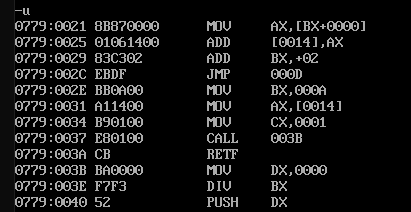 -u
0779:0021 8B870000 MOV AX,[BX+0000]
0779:0025 01061400 ADD [0014],AX
0779:0029 83C302 ADD BX,+02
0779:002C EBDF JMP 000D
0779:002E BB0A00 MOV BX,000A
0779:0031 A11400 MOV AX,[0014]
0779:0034 B90100 MOV CX,0001
0779:0037 E80100 CALL 003B
0779:003A CB RETF
0779:003B BA0000 MOV DX,0000
0779:003E F7F3 DIV BX
0779:0040 52 PUSH DX